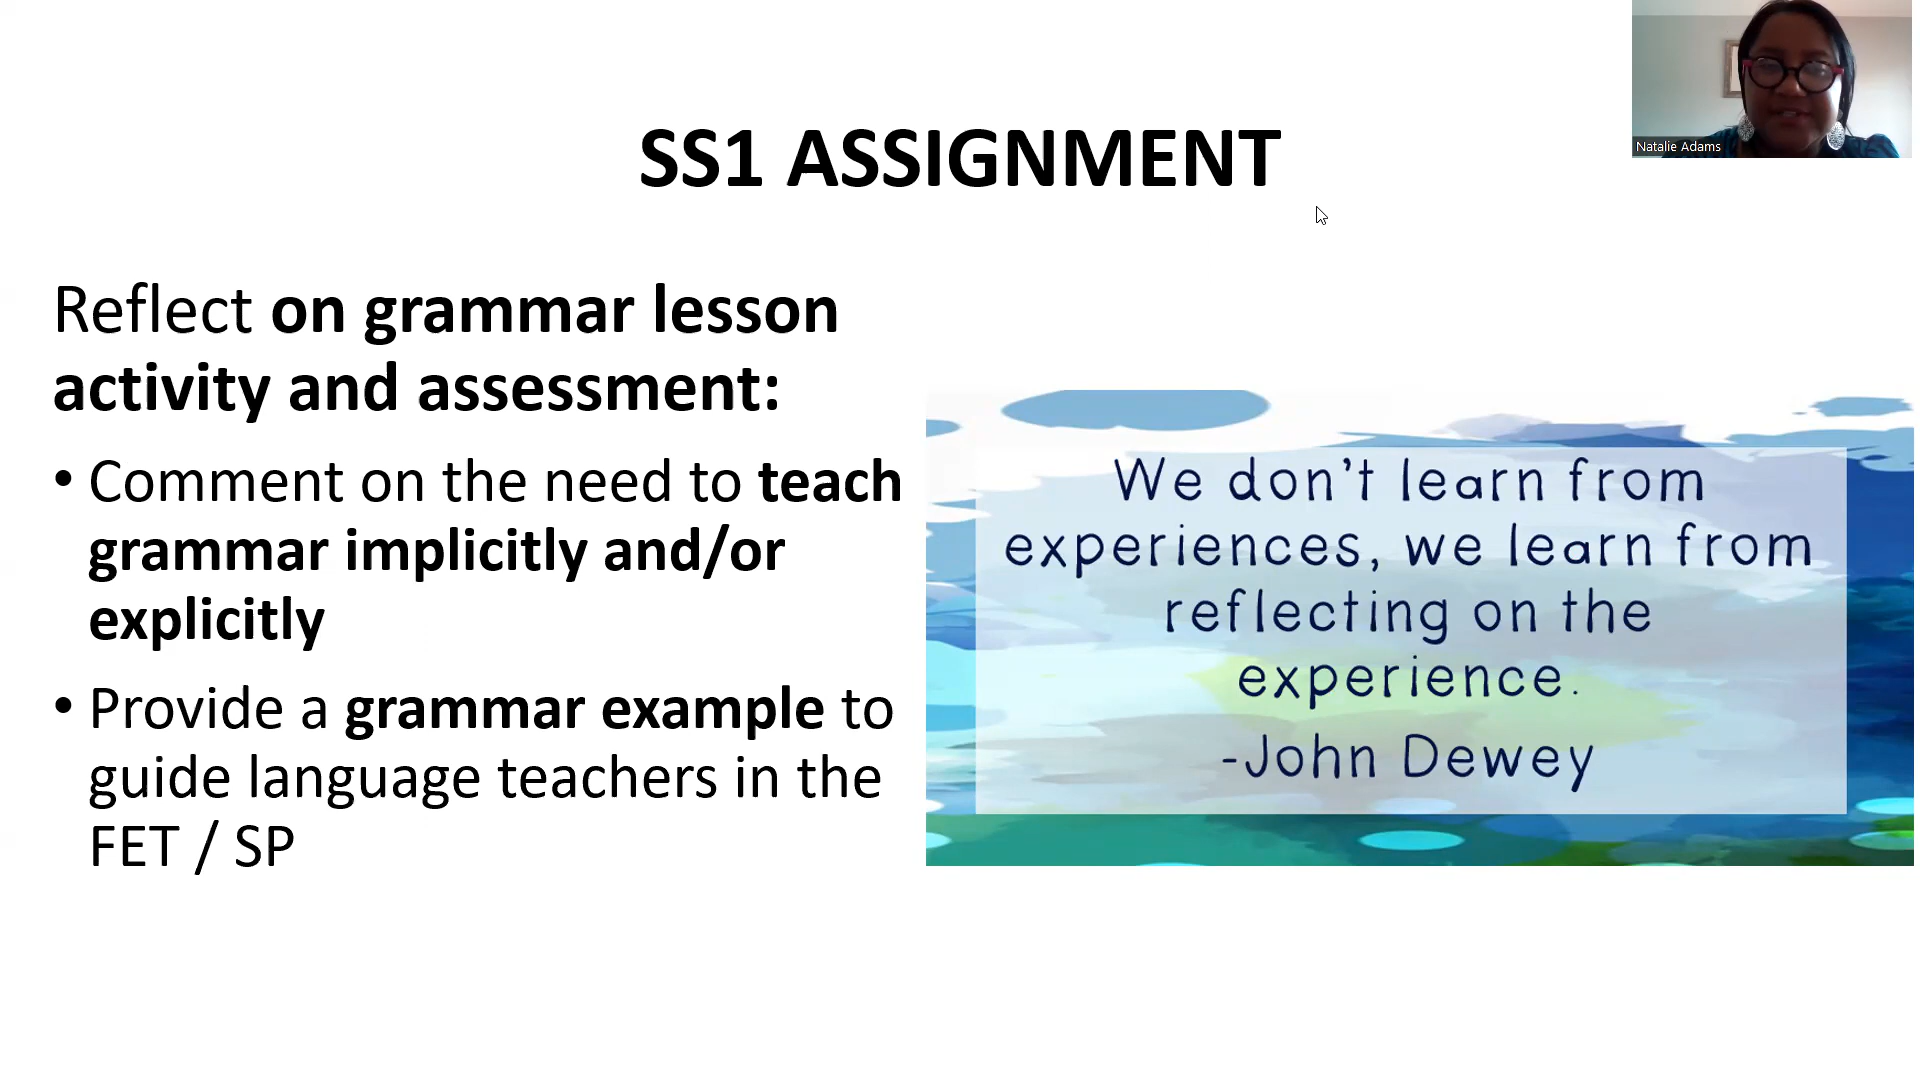 Natalie Adams
SS1 ASSIGNMENT
Reflect on grammar lesson
activity and assessment:
• Comment on the need to teach
grammar implicitly and/or
explicitly
• Provide a grammar example to
guide language teachers in the
FET / SP
We don't learn from
experiences, we learn from
reflecting on the
experience.
-John Dewey